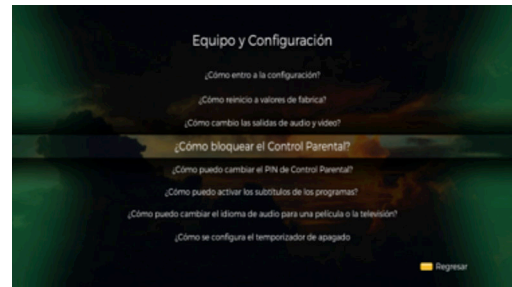 Equipo y Configuración
¿Cómo entro a la configuración?
¿Cómo reinicio a valores de fabrica?
¿Cómo cambio las salidas de audio y video?
¿Cómo bloquear el Control Parental?
¿Cómo puedo cambiar el PIN de Control Parental?
¿Cómo puedo activar los subtítulos de los programas?
¿Cómo puedo cambiar el idioma de audio para una película o la televisión?
¿Cómo se configura el temporizador de apagado
Regresar